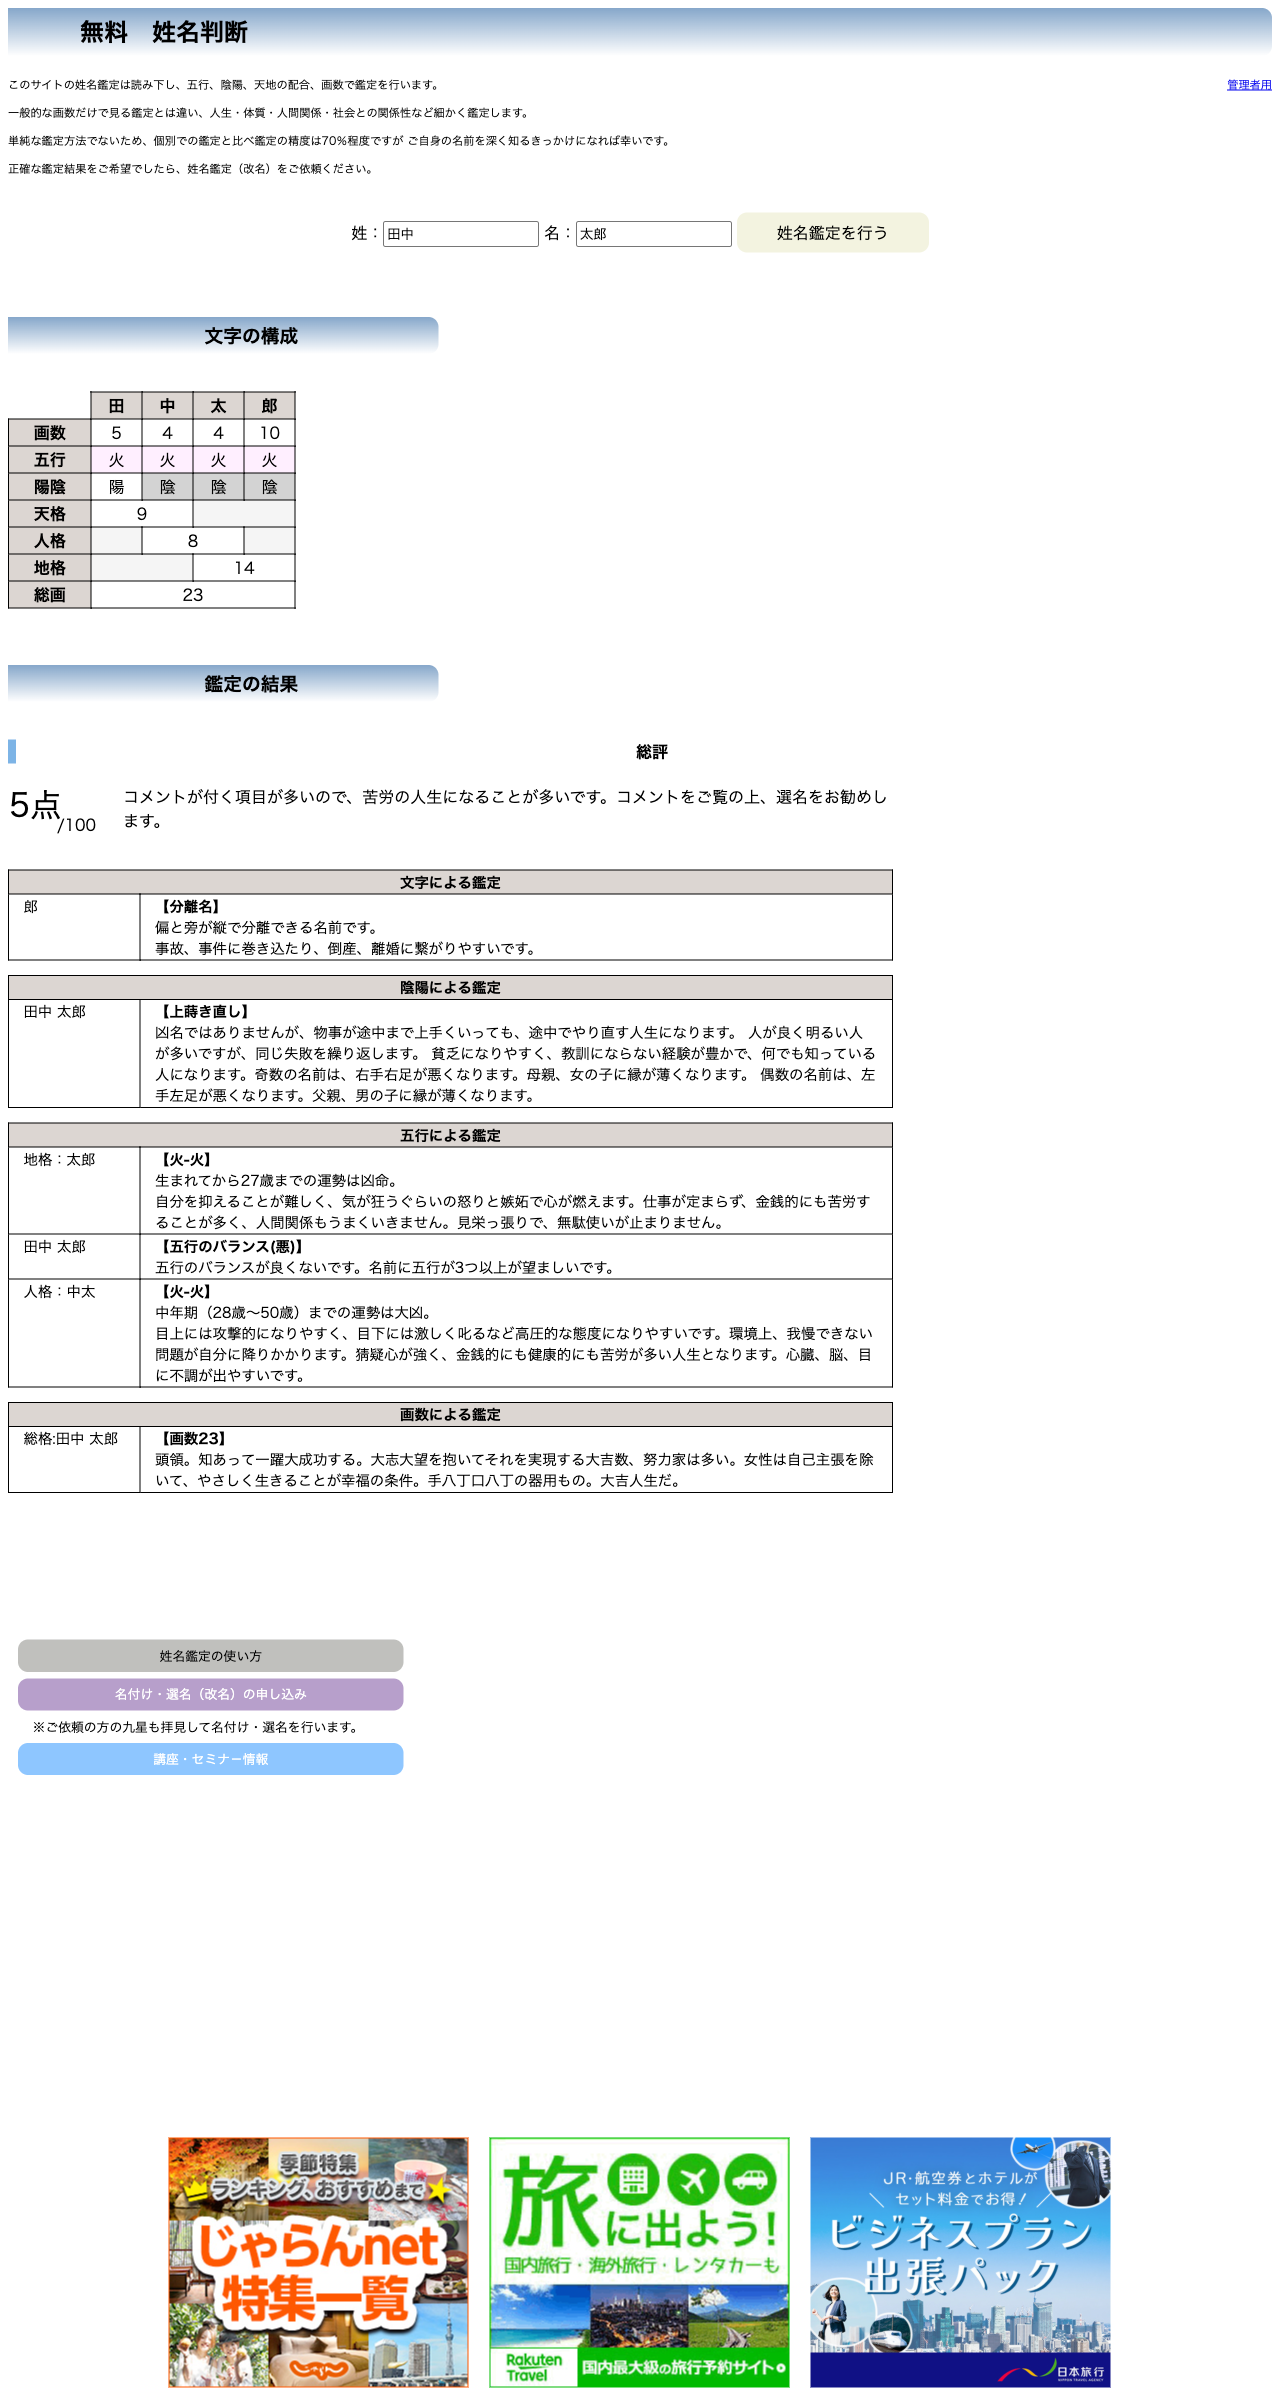 無料　姓名判断
このサイトの姓名鑑定は読み下し、五行、陰陽、天地の配合、画数で鑑定を行います。
管理者用
一般的な画数だけで見る鑑定とは違い、人生・体質・人間関係・社会との関係性など細かく鑑定します。
単純な鑑定方法でないため、個別での鑑定と比べ鑑定の精度は70%程度ですが ご自身の名前を深く知るきっかけになれば幸いです。
正確な鑑定結果をご希望でしたら、姓名鑑定（改名）をご依頼ください。
姓：田中 名：太郎 姓名鑑定を行う
文字の構成
田 中 太 郎
画数 5 4 4 10
五行 火 火 火 火
陽陰 陽 陰 陰 陰
天格 9
人格 8
地格 14
総画 23
鑑定の結果
総評
5点/100
コメントが付く項目が多いので、苦労の人生になることが多いです。コメントをご覧の上、選名をお勧めし
ます。
文字による鑑定
郎 【分離名】
偏と旁が縦で分離できる名前です。
事故、事件に巻き込たり、倒産、離婚に繋がりやすいです。
陰陽による鑑定
田中 太郎 【上蒔き直し】
凶名ではありませんが、物事が途中まで上手くいっても、途中でやり直す人生になります。 人が良く明るい人
が多いですが、同じ失敗を繰り返します。 貧乏になりやすく、教訓にならない経験が豊かで、何でも知っている
人になります。奇数の名前は、右手右足が悪くなります。母親、女の子に縁が薄くなります。 偶数の名前は、左
手左足が悪くなります。父親、男の子に縁が薄くなります。
五行による鑑定
地格：太郎 【火-火】
生まれてから27歳までの運勢は凶命。
自分を抑えることが難しく、気が狂うぐらいの怒りと嫉妬で心が燃えます。仕事が定まらず、金銭的にも苦労す
ることが多く、人間関係もうまくいきません。見栄っ張りで、無駄使いが止まりません。
田中 太郎 【五行のバランス(悪)】
五行のバランスが良くないです。名前に五行が3つ以上が望ましいです。
人格：中太 【火-火】
中年期（28歳〜50歳）までの運勢は大凶。
目上には攻撃的になりやすく、目下には激しく叱るなど高圧的な態度になりやすいです。環境上、我慢できない
問題が自分に降りかかります。猜疑心が強く、金銭的にも健康的にも苦労が多い人生となります。心臓、脳、目
に不調が出やすいです。
画数による鑑定
総格:田中 太郎 【画数23】
頭領。知あって一躍大成功する。大志大望を抱いてそれを実現する大吉数、努力家は多い。女性は自己主張を除
いて、やさしく生きることが幸福の条件。手八丁口八丁の器用もの。大吉人生だ。
姓名鑑定の使い方
名付け・選名（改名）の申し込み
※ご依頼の方の九星も拝見して名付け・選名を行います。
講座・セミナー情報
季節特集
ランキング、おすすめまで
じゃらんnet
特集一覧
旅に出よう!
国内旅行・海外旅行・レンタカーも
Rakuten Travel
国内最大級の旅行予約サイト
JR・航空券とホテルが
セット料金でお得！
ビジネスプラン
出張パック
日本旅行
NIPPON TRAVEL AGENCY